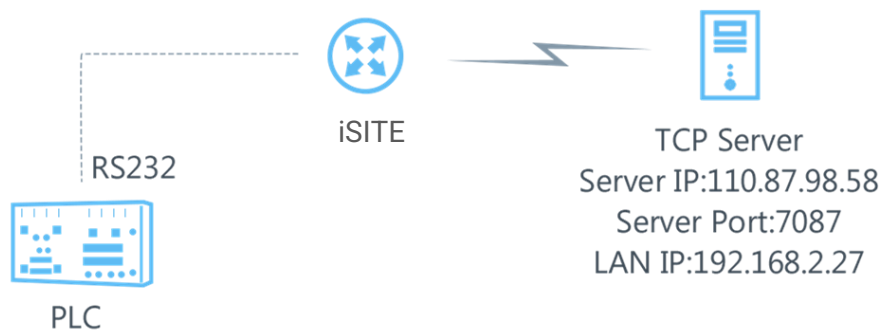 iSITE
RS232
PLC
TCP Server
Server IP:110.87.98.58
Server Port:7087
LAN IP:192.168.2.27